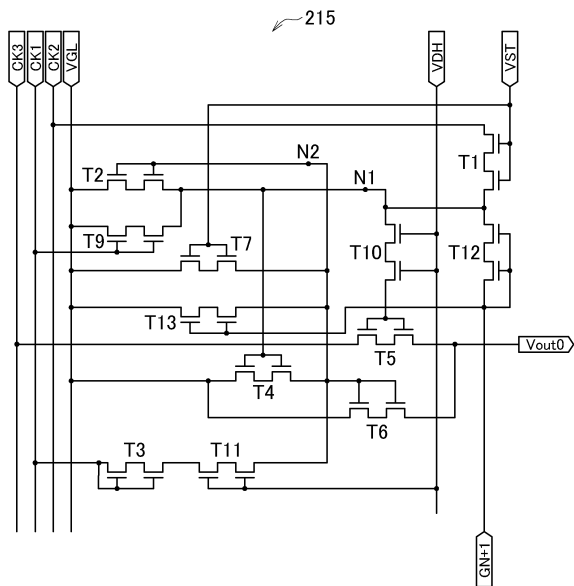 215
CK3
CK1
CK2
VGL
VDH
VST
T1
N2
T2
N1
T9
T7
T10
T12
T13
T5
Vout0
T4
T6
T3
T11
GN+1